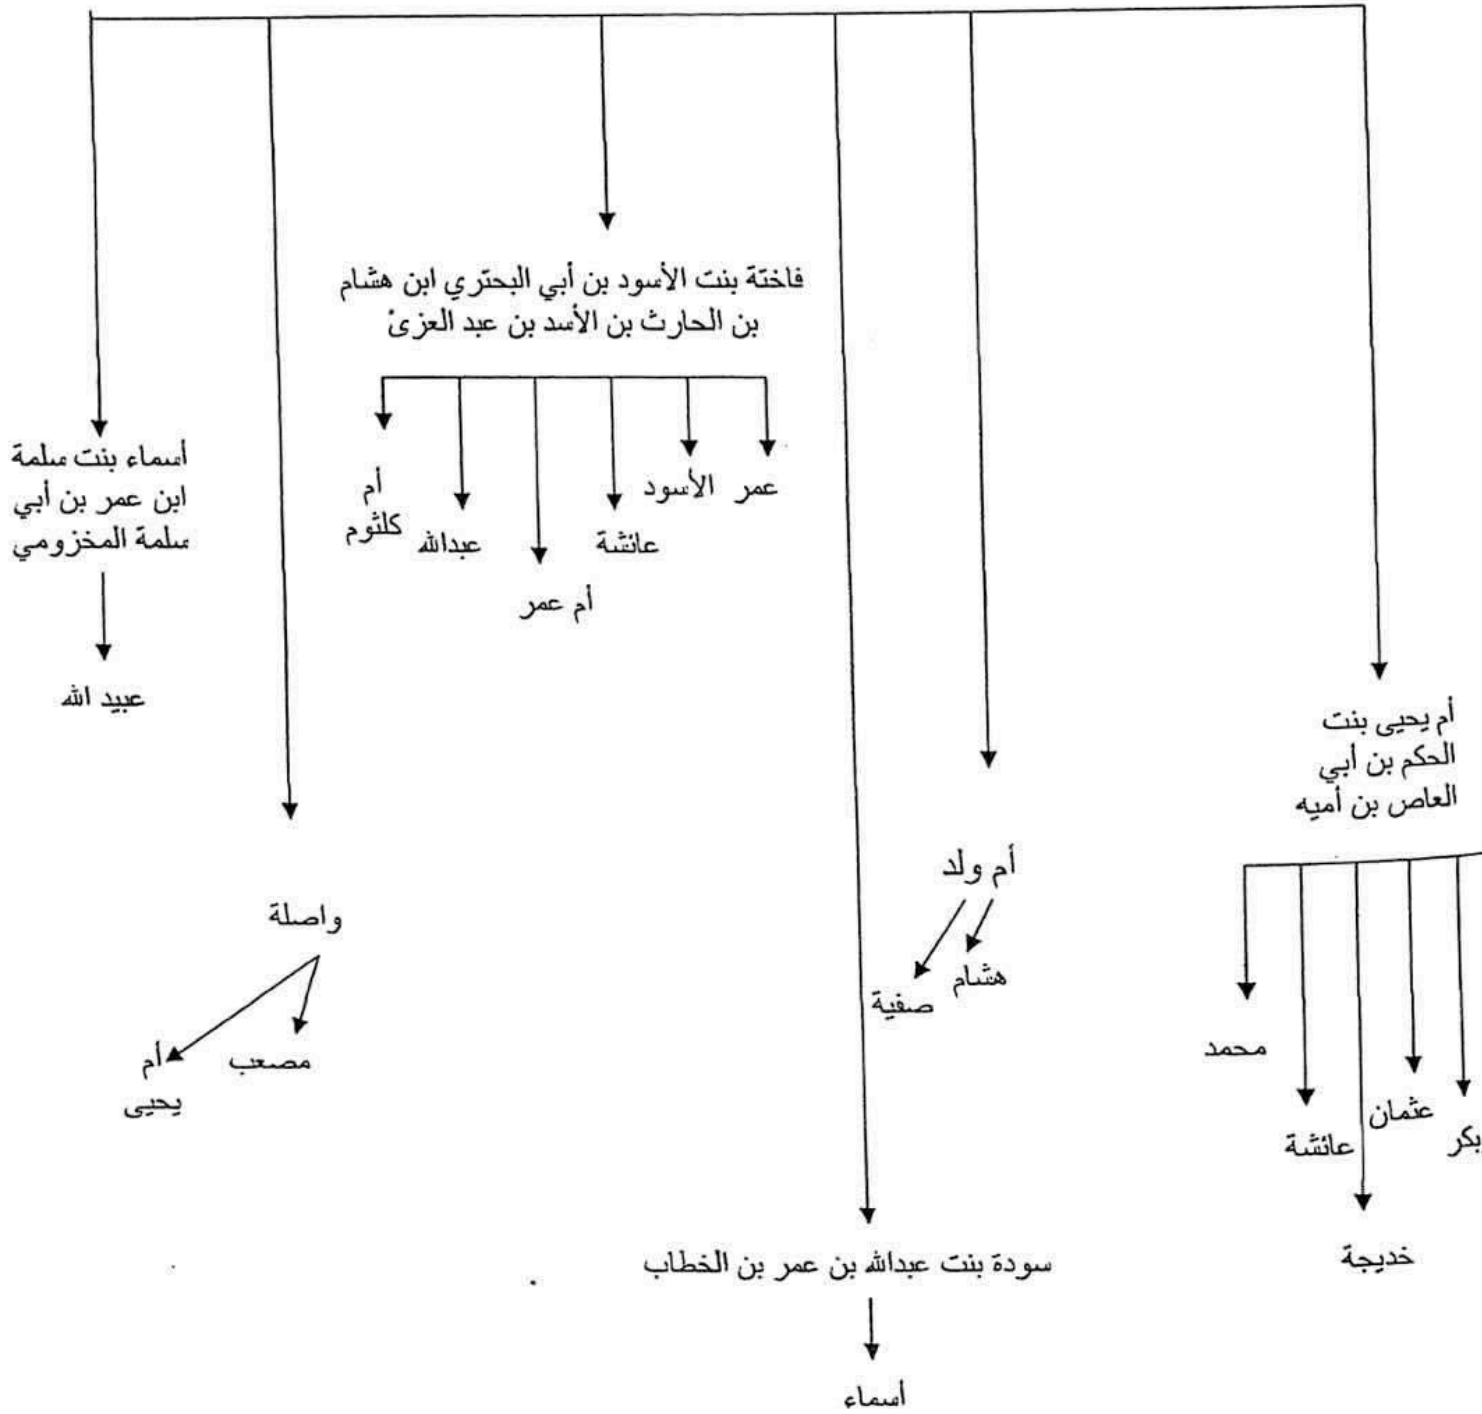 فاختة بنت الأسود بن أبي البحتري ابن هشام
بن الحارث بن الأسد بن عبد العزئ
أم
كلثوم
عبدالله
أم عمر
عائشة
الأسود
عمر
أسماء بنت سلمة
ابن عمر بن أبي
سلمة المخزومي
عبيد الله
أم يحيى بنت
الحكم بن أبي
العاص بن أميه
محمد
عائشة
خديجة
عثمان
بكر
أم ولد
هشام
صفية
واصلة
مصعب
أم
يحيى
سودة بنت عبدالله بن عمر بن الخطاب
أسماء